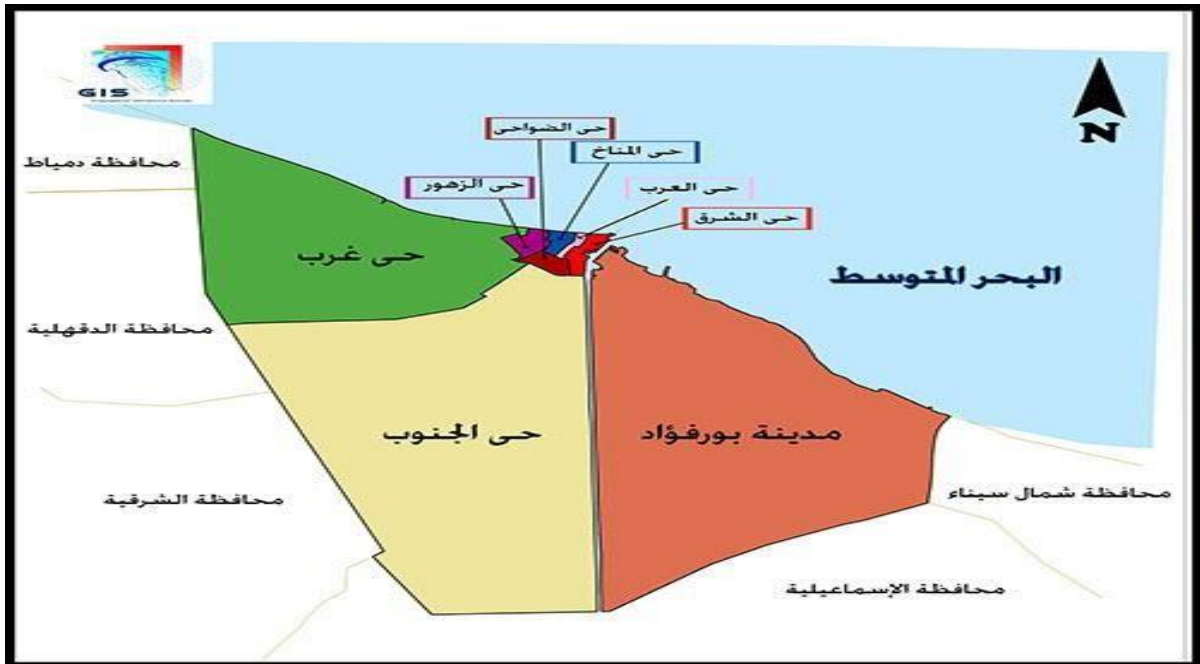 GIS
N
حى الضواحى
حى المناخ
محافظة دمياط
حى الزهور
حى العرب
حى الشرق
حى غرب
البحر المتوسط
محافظة الدقهلية
حى الجنوب
مدينة بورفؤاد
محافظة الشرقية
محافظة شمال سيناء
محافظة الإسماعيلية